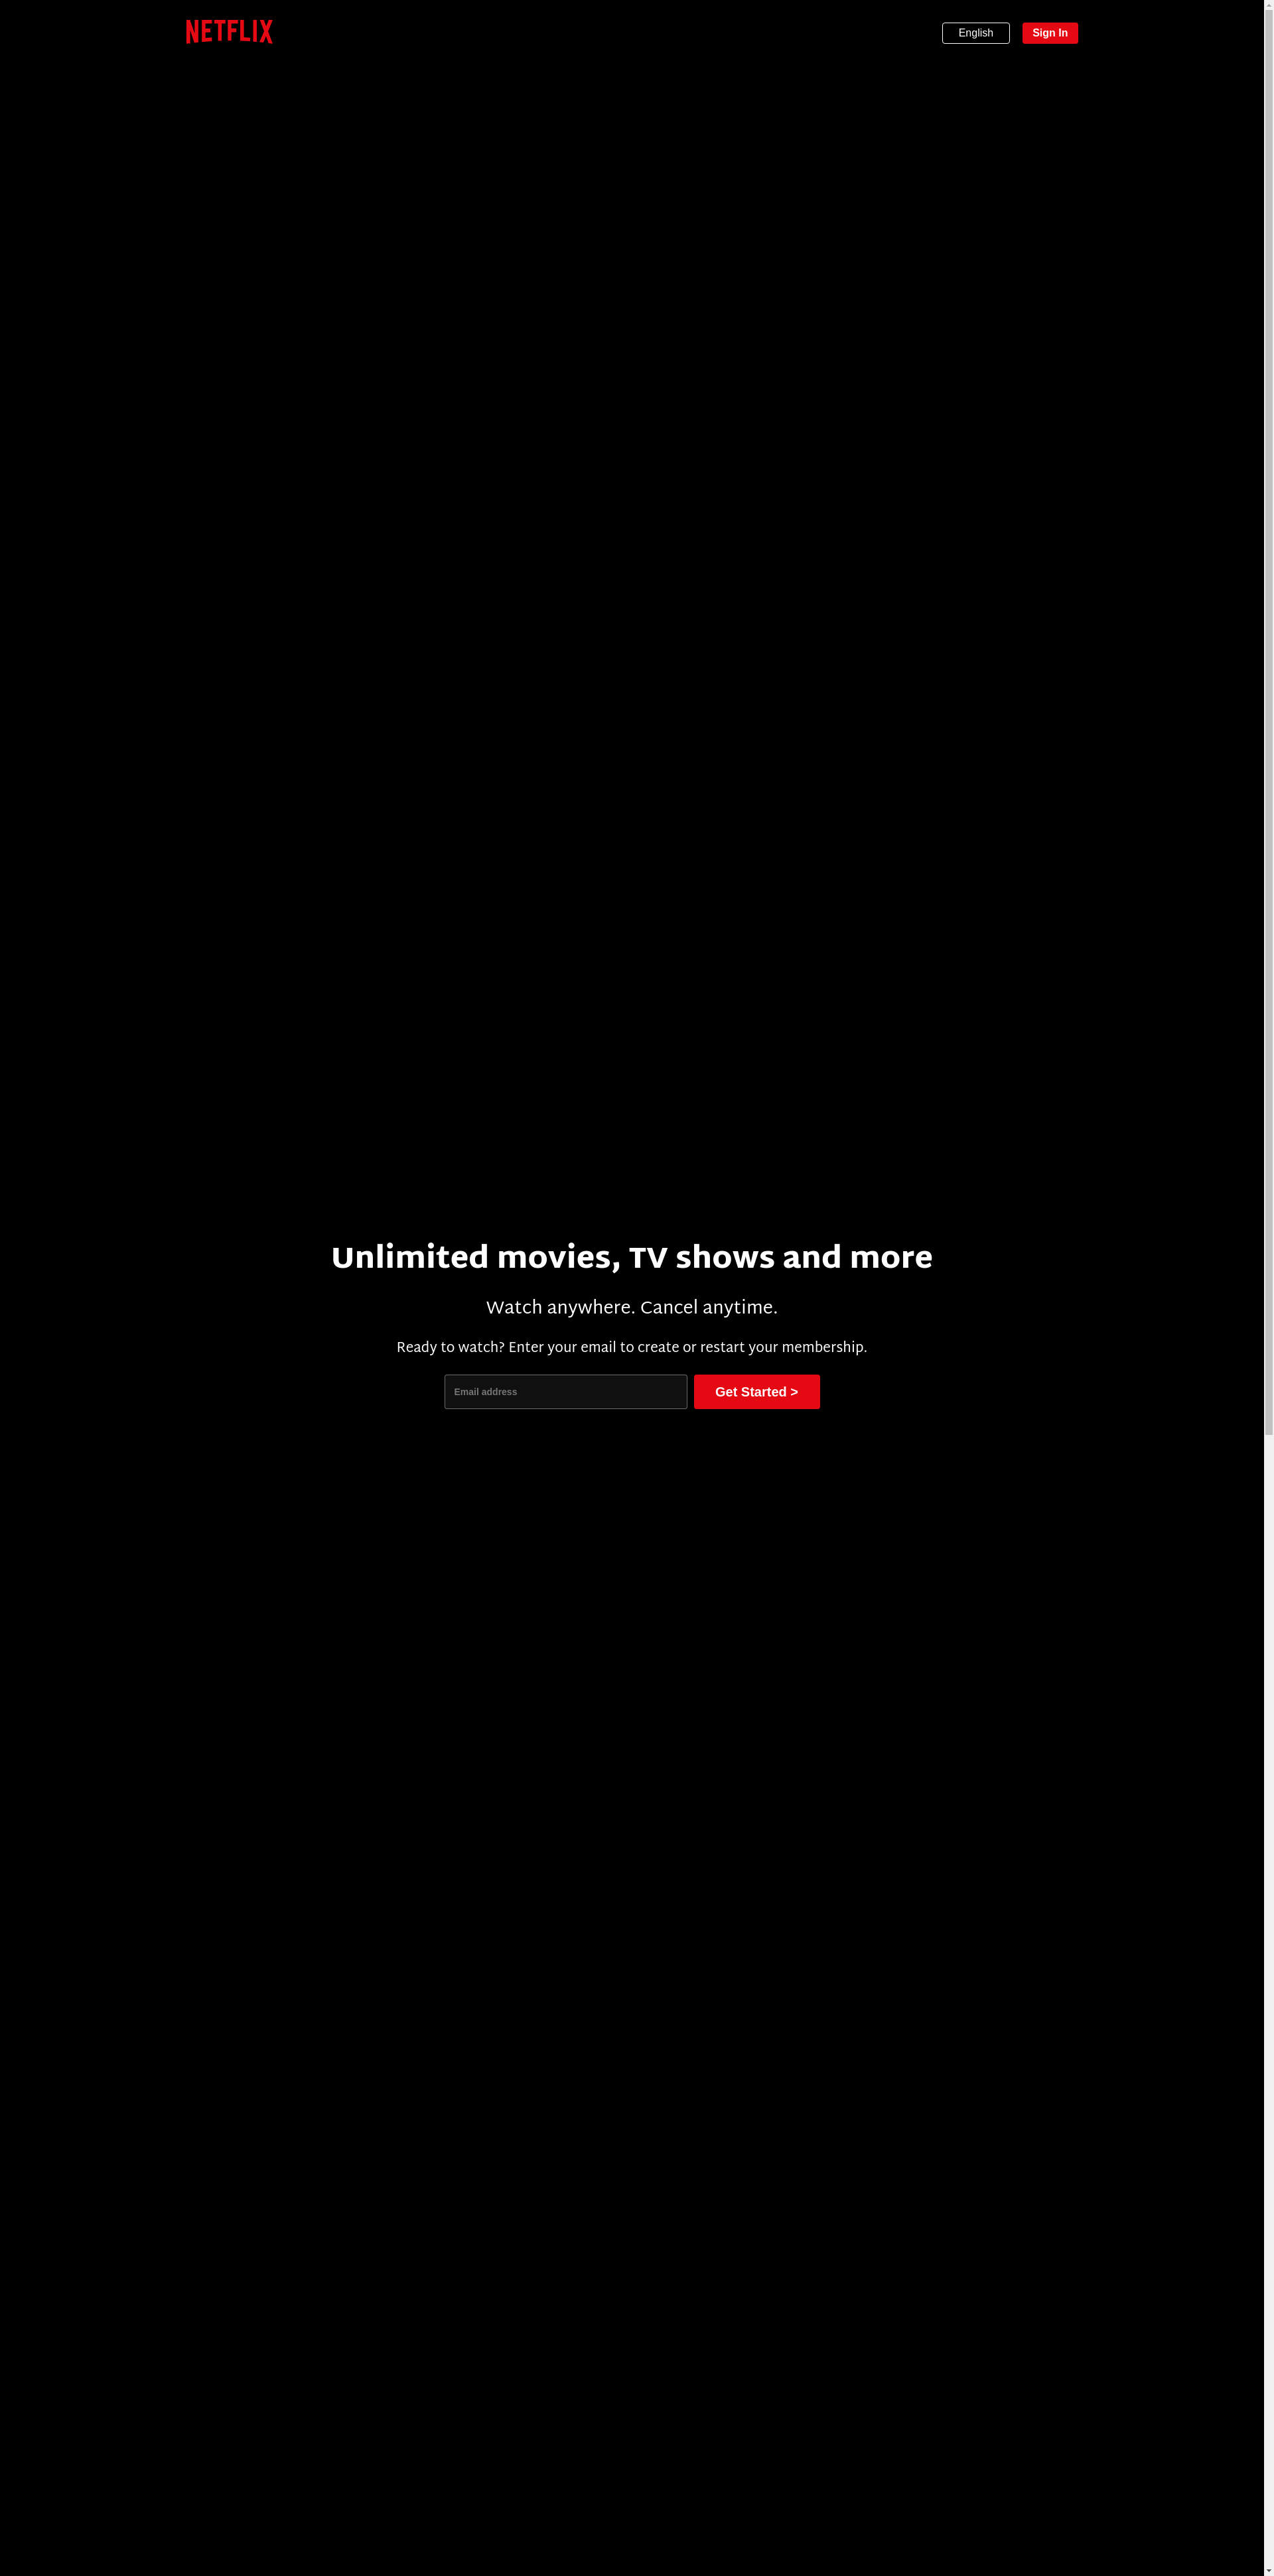 NETFLIX
English
Sign In
Unlimited movies, TV shows and more
Watch anywhere. Cancel anytime.
Ready to watch? Enter your email to create or restart your membership.
Email address
Get Started >